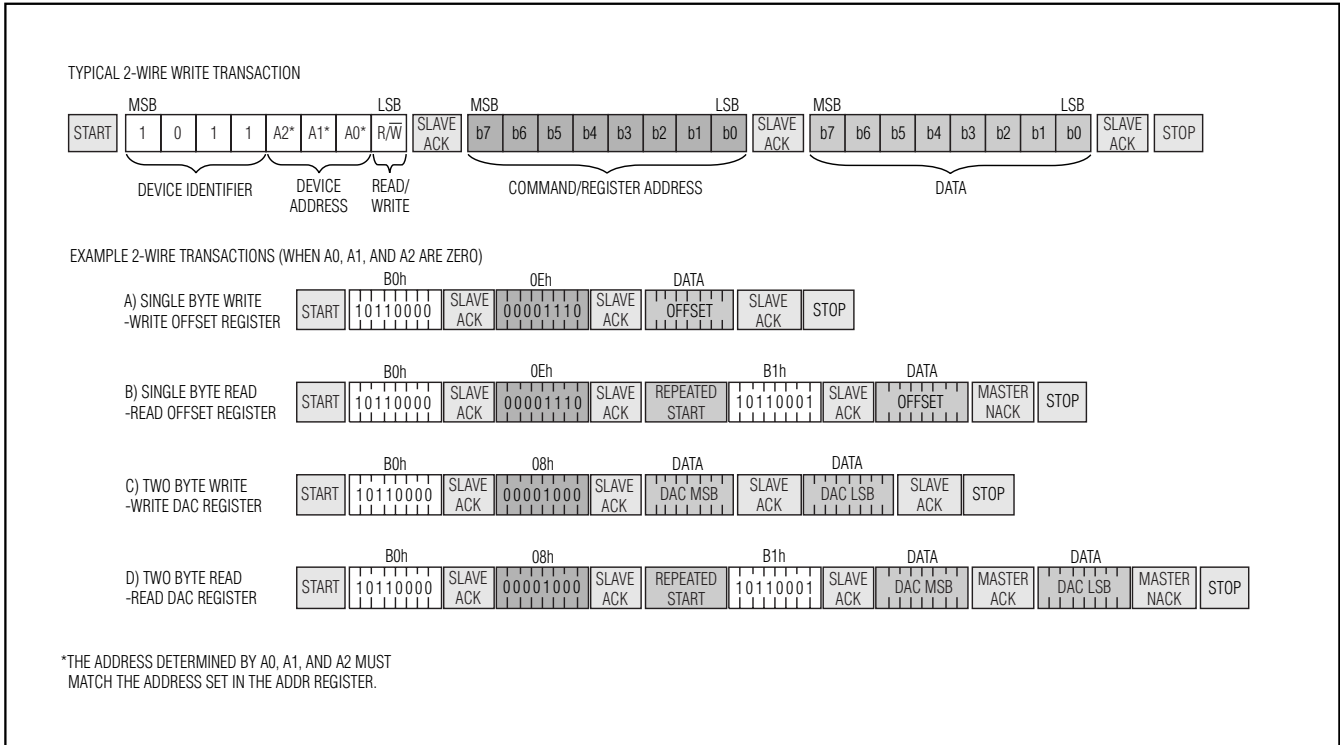 TYPICAL 2-WIRE WRITE TRANSACTION
MSB LSB MSB LSB MSB LSB
START 1 0 1 1 A2* A1* A0* R/W̅ SLAVE ACK b7 b6 b5 b4 b3 b2 b1 b0 SLAVE ACK b7 b6 b5 b4 b3 b2 b1 b0 SLAVE ACK STOP
DEVICE IDENTIFIER DEVICE ADDRESS READ/WRITE COMMAND/REGISTER ADDRESS DATA
EXAMPLE 2-WIRE TRANSACTIONS (WHEN A0, A1, AND A2 ARE ZERO)
B0h 0Eh DATA
A) SINGLE BYTE WRITE
-WRITE OFFSET REGISTER
START 10110000 SLAVE ACK 00001110 SLAVE ACK OFFSET SLAVE ACK STOP
B0h 0Eh B1h DATA
B) SINGLE BYTE READ
-READ OFFSET REGISTER
START 10110000 SLAVE ACK 00001110 SLAVE ACK REPEATED START 10110001 SLAVE ACK OFFSET MASTER NACK STOP
B0h 08h DATA DATA
C) TWO BYTE WRITE
-WRITE DAC REGISTER
START 10110000 SLAVE ACK 00001000 SLAVE ACK DAC MSB SLAVE ACK DAC LSB SLAVE ACK STOP
B0h 08h B1h DATA DATA
D) TWO BYTE READ
-READ DAC REGISTER
START 10110000 SLAVE ACK 00001000 SLAVE ACK REPEATED START 10110001 SLAVE ACK DAC MSB MASTER ACK DAC LSB MASTER NACK STOP
*THE ADDRESS DETERMINED BY A0, A1, AND A2 MUST
MATCH THE ADDRESS SET IN THE ADDR REGISTER.